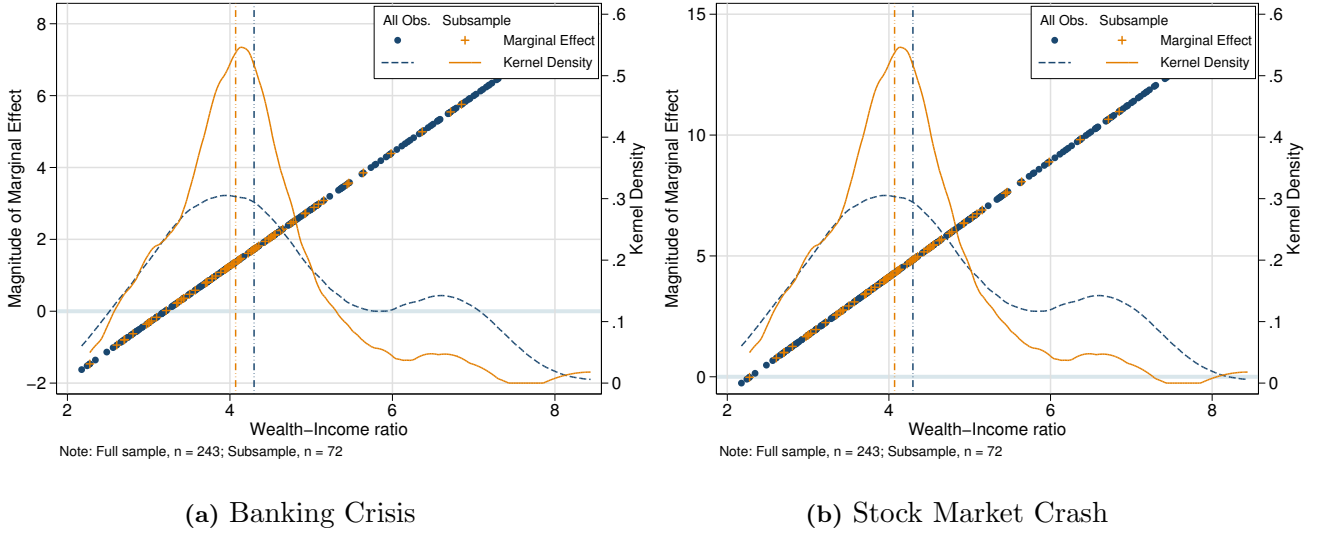 All Obs. Subsample
Marginal Effect
Kernel Density
Magnitude of Marginal Effect
8
6
4
2
0
−2
.6
.5
.4
.3
.2
.1
0
Kernel Density
2 4 6 8
Wealth−Income ratio
Note: Full sample, n = 243; Subsample, n = 72
(a) Banking Crisis
All Obs. Subsample
Marginal Effect
Kernel Density
Magnitude of Marginal Effect
15
10
5
0
.6
.5
.4
.3
.2
.1
0
Kernel Density
2 4 6 8
Wealth−Income ratio
Note: Full sample, n = 243; Subsample, n = 72
(b) Stock Market Crash